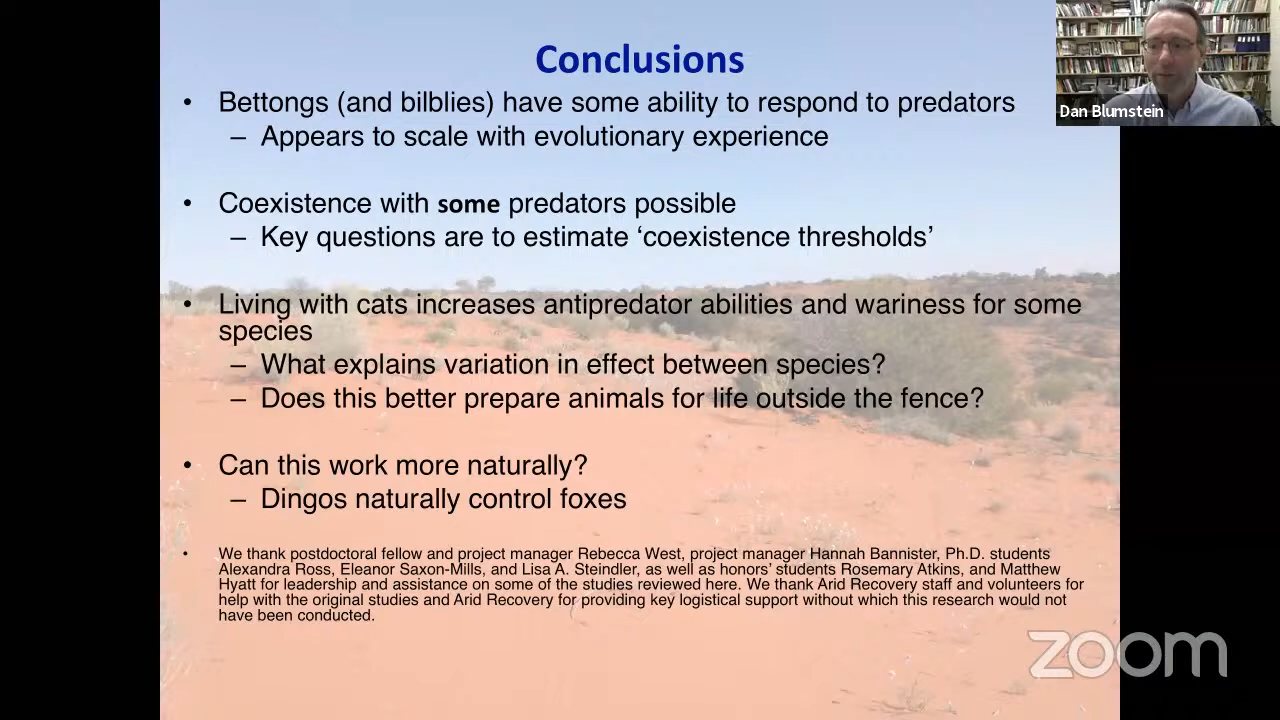 Conclusions
Dan Blumstein
• Bettongs (and bilblies) have some ability to respond to predators
– Appears to scale with evolutionary experience
• Coexistence with some predators possible
– Key questions are to estimate ‘coexistence thresholds’
• Living with cats increases antipredator abilities and wariness for some
species
– What explains variation in effect between species?
– Does this better prepare animals for life outside the fence?
• Can this work more naturally?
– Dingos naturally control foxes
• We thank postdoctoral fellow and project manager Rebecca West, project manager Hannah Bannister, Ph.D. students
Alexandra Ross, Eleanor Saxon-Mills, and Lisa A. Steindler, as well as honors’ students Rosemary Atkins, and Matthew
Hyatt for leadership and assistance on some of the studies reviewed here. We thank Arid Recovery staff and volunteers for
help with the original studies and Arid Recovery for providing key logistical support without which this research would not
have been conducted.
zoom